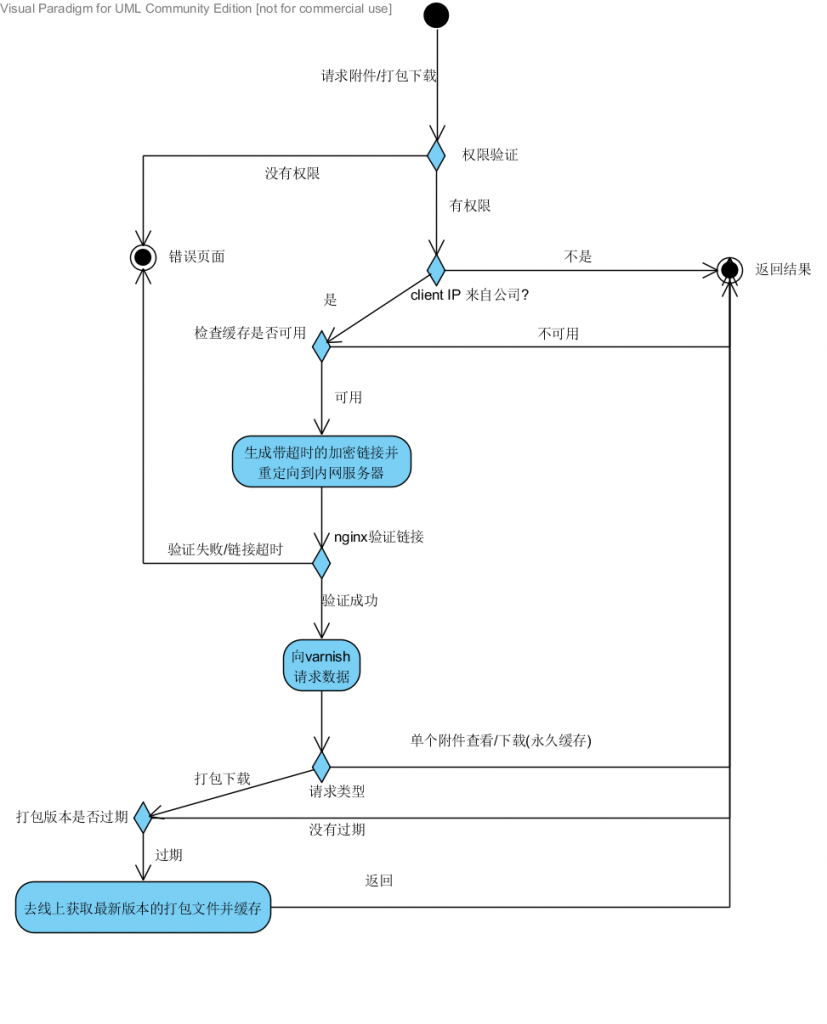 Visual Paradigm for UML Community Edition [not for commercial use]
请求附件/打包下载
权限验证
没有权限
有权限
错误页面
不是
返回结果
client IP 来自公司?
是
检查缓存是否可用
不可用
可用
生成带超时的加密链接并
重定向到内网服务器
nginx验证链接
验证失败/链接超时
验证成功
向varnish
请求数据
单个附件查看/下载(永久缓存)
打包下载
请求类型
打包版本是否过期
没有过期
过期
返回
去线上获取最新版本的打包文件并缓存